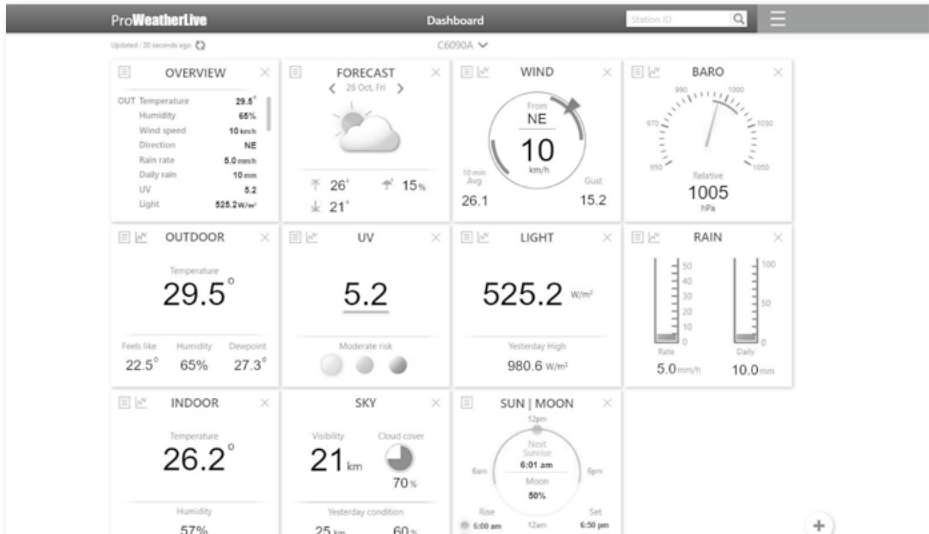 ProWeatherLive
Dashboard
Station ID
Updated : 20 seconds ago
C6090A
OVERVIEW
OUT Temperature 29.5°
Humidity 65%
Wind speed 10 km/h
Direction NE
Rain rate 5.0 mm/h
Daily rain 10 mm
UV 5.2
Light 525.2 W/m²
FORECAST
26 Oct, Fri
26° 15%
21°
WIND
From
NE
10
km/h
10 min
Avg
26.1
Gust
15.2
BARO
990 1000
970 1030
950 1050
Relative
1005
hPa
OUTDOOR
Temperature
29.5°
Feels like Humidity Dewpoint
22.5° 65% 27.3°
UV
5.2
Moderate risk
LIGHT
525.2 W/m²
Yesterday High
980.6 W/m²
RAIN
50
40
30
20
10
0
Rate
5.0 mm/h
100
50
0
Daily
10.0 mm
INDOOR
Temperature
26.2°
Humidity
57%
SKY
Visibility Cloud cover
21 km
70%
Yesterday condition
25 km 60%
SUN | MOON
12pm
Next
Sunrise
6:01 am
6am 6pm
Moon
50%
Rise Set
6:00 am 12am 6:50 pm